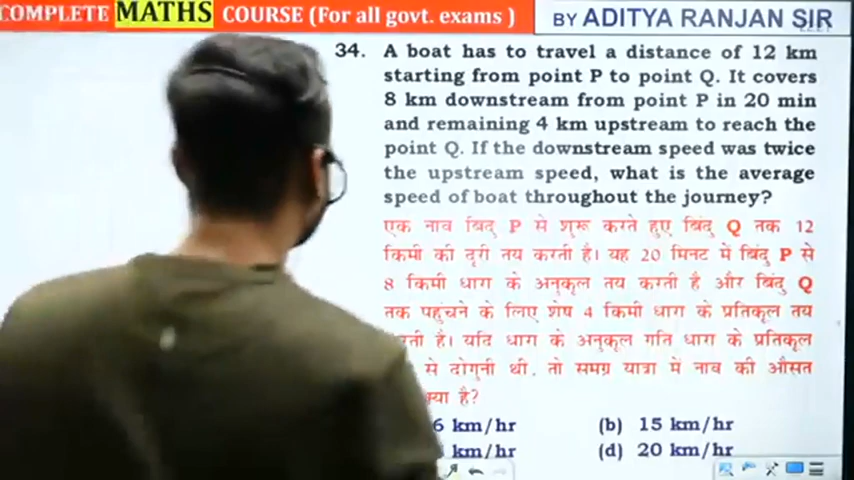 COMPLETE MATHS COURSE (For all govt. exams )
BY ADITYA RANJAN SIR
34. A boat has to travel a distance of 12 km
starting from point P to point Q. It covers
8 km downstream from point P in 20 min
and remaining 4 km upstream to reach the
point Q. If the downstream speed was twice
the upstream speed, what is the average
speed of boat throughout the journey?
एक नाव बिंदु P से शुरू करते हुए बिंदु Q तक 12
किमी की दूरी तय करती है। यह 20 मिनट में बिंदु P से
8 किमी धारा के अनुकूल तय करती है और बिंदु Q
तक पहुंचने के लिए शेष 4 किमी धारा के प्रतिकूल तय
है। यदि धारा के अनुकूल गति धारा के प्रतिकूल
से दोगुनी थी. तो समग्र यात्रा में नाव की औसत
क्या है?
6 km/hr (b) 15 km/hr
km/hr (d) 20 km/hr